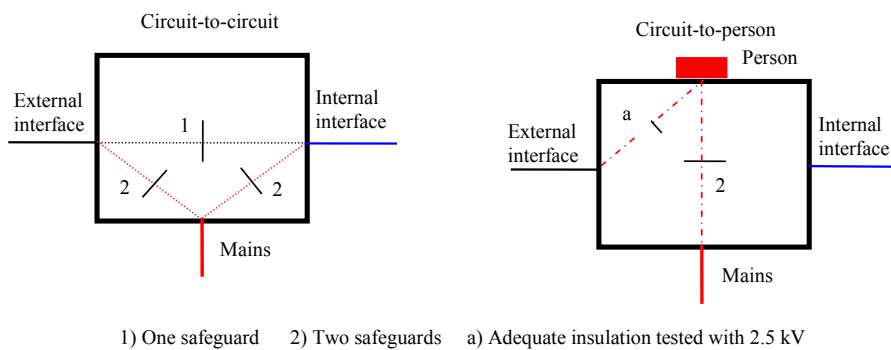 Circuit-to-circuit
External
interface
1
Internal
interface
2
2
Mains
Circuit-to-person
Person
External
interface
a
Internal
interface
2
Mains
1) One safeguard 2) Two safeguards a) Adequate insulation tested with 2.5 kV